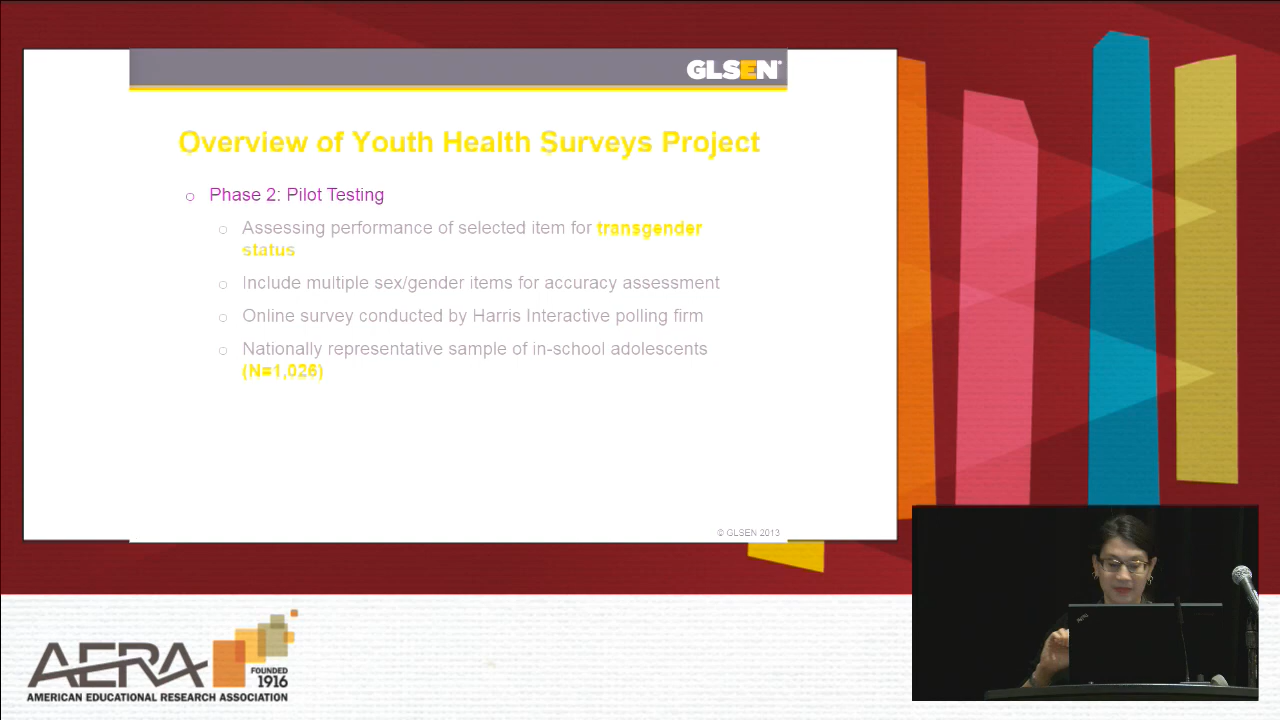 GLSEN
Overview of Youth Health Surveys Project
Phase 2: Pilot Testing
Assessing performance of selected item for transgender
status
Include multiple sex/gender items for accuracy assessment
Online survey conducted by Harris Interactive polling firm
Nationally representative sample of in-school adolescents
(N=1,026)
© GLSEN 2013
AERA
FOUNDED
1916
AMERICAN EDUCATIONAL RESEARCH ASSOCIATION